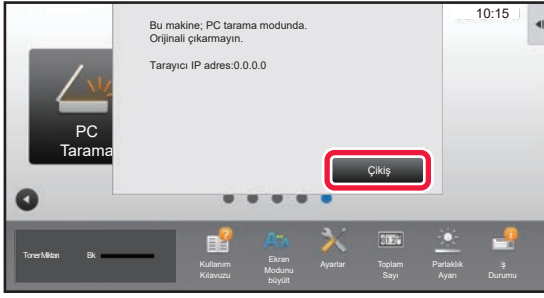 10:15
Bu makine; PC tarama modunda.
Orijinali çıkarmayın.
Tarayıcı IP adres:0.0.0.0
PC
Tarama
Çikiş
TonerMiktarı
Bk
Kullanım
Kılavuzu
Ekran
Modunu
büyült
Ayarlar
Toplam
Sayı
Parlaklık
Ayarı
İş
Durumu